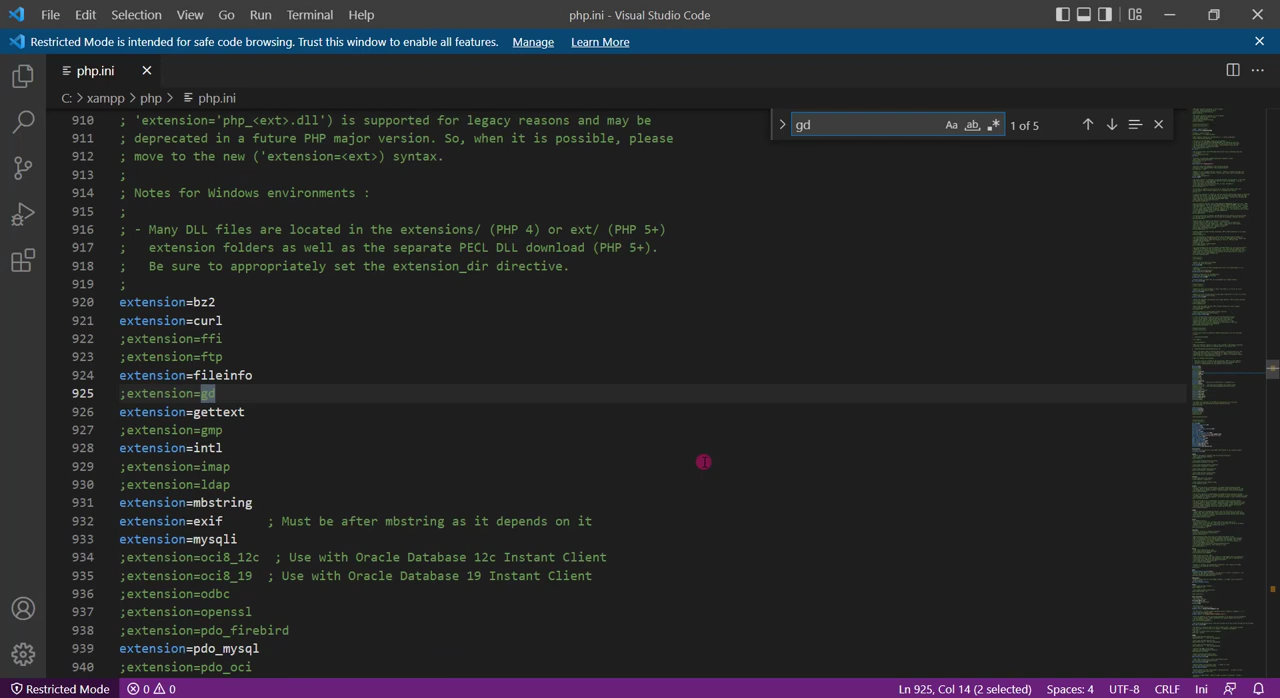 File Edit Selection View Go Run Terminal Help php.ini - Visual Studio Code
Restricted Mode is intended for safe code browsing. Trust this window to enable all features. Manage Learn More
php.ini
C: > xampp > php > php.ini
gd Aa ab 1 of 5
910 ; 'extension='php_<ext>.dll') is supported for legacy reasons and may be
911 ; deprecated in a future PHP major version. So, when it is possible, please
912 ; move to the new ('extension=<ext>) syntax.
913 ;
914 ; Notes for Windows environments :
915 ;
916 ; - Many DLL files are located in the extensions/ (PHP 4) or ext/ (PHP 5+)
917 ;   extension folders as well as the separate PECL DLL download (PHP 5+).
918 ;   Be sure to appropriately set the extension_dir directive.
919 ;
920 extension=bz2
921 extension=curl
922 ;extension=ffi
923 ;extension=ftp
924 extension=fileinfo
925 ;extension=gd
926 extension=gettext
927 ;extension=gmp
928 extension=intl
929 ;extension=imap
930 ;extension=ldap
931 extension=mbstring
932 extension=exif      ; Must be after mbstring as it depends on it
933 extension=mysqli
934 ;extension=oci8_12c  ; Use with Oracle Database 12c Instant Client
935 ;extension=oci8_19  ; Use with Oracle Database 19 Instant Client
936 ;extension=odbc
937 ;extension=openssl
938 ;extension=pdo_firebird
939 extension=pdo_mysql
940 ;extension=pdo_oci
Restricted Mode 0 0 Ln 925, Col 14 (2 selected) Spaces: 4 UTF-8 CRLF Ini